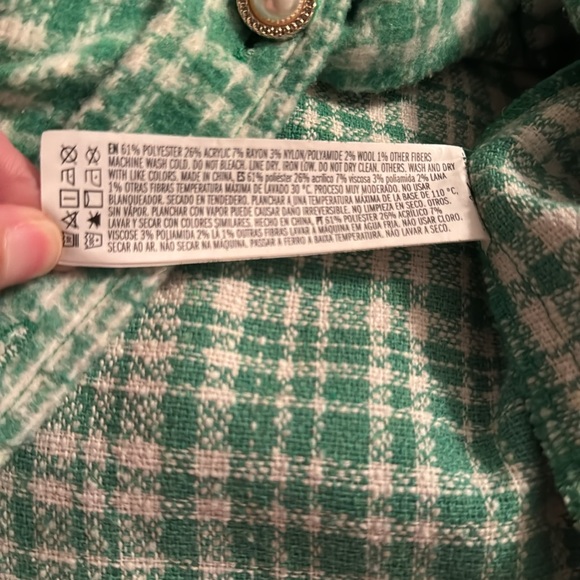 EN 61% POLYESTER 26% ACRYLIC 7% RAYON 3% NYLON/POLYAMIDE 2% WOOL 1% OTHER FIBERS
MACHINE WASH COLD. DO NOT BLEACH. LINE DRY. IRON LOW. DO NOT DRY CLEAN. OTHERS. WASH AND DRY
WITH LIKE COLORS. MADE IN CHINA. ES 61% poliéster 26% acrílico 7% viscosa 3% poliamida 2% LANA
1% OTRAS FIBRAS TEMPERATURA MÁXIMA DE LAVADO 30 °C. PROCESO MUY MODERADO. NO USAR
BLANQUEADOR. SECADO EN TENDEDERO. PLANCHAR A UNA TEMPERATURA MÁXIMA DE LA BASE DE 110 °C,
SIN VAPOR. PLANCHAR CON VAPOR PUEDE CAUSAR DAÑO IRREVERSIBLE. NO LIMPIEZA EN SECO. OTROS.
LAVAR Y SECAR CON COLORES SIMILARES. HECHO EN CHINA. PT 61% POLIÉSTER 26% ACRÍLICO 7%
VISCOSE 3% POLIAMIDA 2% LÃ 1% OUTRAS FIBRAS LAVAR À MÁQUINA EM ÁGUA FRIA. NÃO USAR CLORO.
SECAR AO AR. NÃO SECAR NA MÁQUINA. PASSAR A FERRO A BAIXA TEMPERATURA. NÃO LAVAR A SECO.